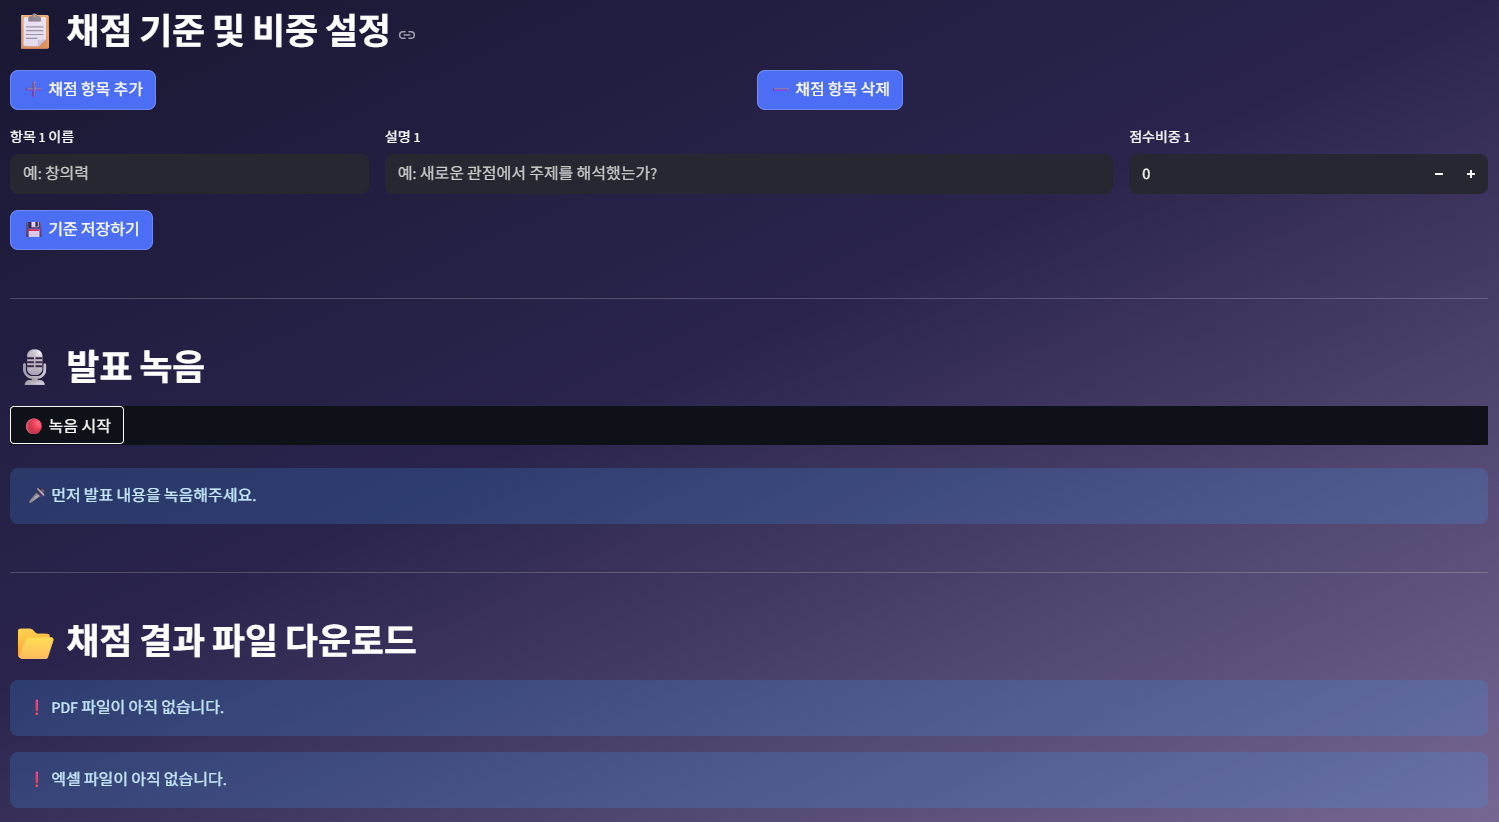 채점 기준 및 비중 설정
채점 항목 추가
채점 항목 삭제
항목 1 이름
설명 1
점수비중 1
예: 창의력
예: 새로운 관점에서 주제를 해석했는가?
0
기준 저장하기
발표 녹음
녹음 시작
먼저 발표 내용을 녹음해주세요.
채점 결과 파일 다운로드
PDF 파일이 아직 없습니다.
엑셀 파일이 아직 없습니다.